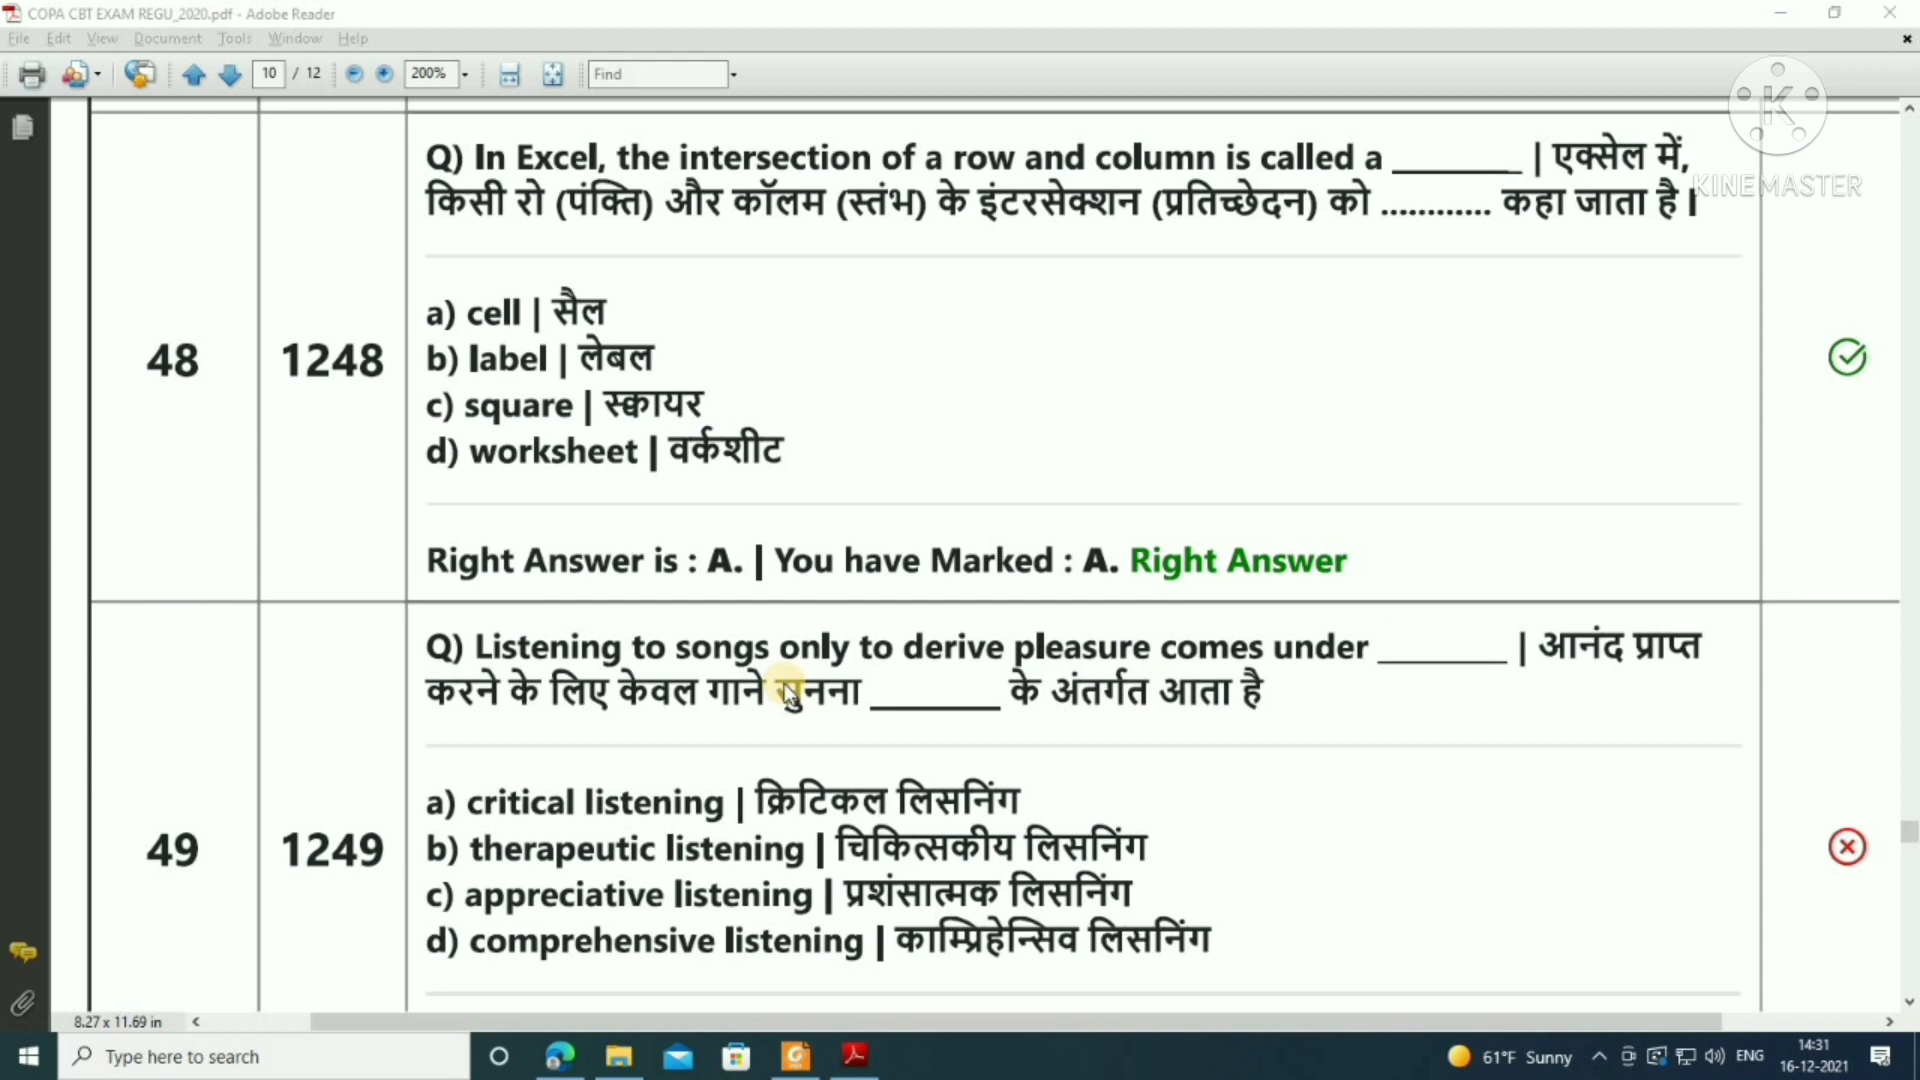 COPA CBT EXAM REGU_2020.pdf - Adobe Reader
File Edit View Document Tools Window Help
10 / 12 200% Find
K
KINEMASTER
Q) In Excel, the intersection of a row and column is called a ________ | एक्सेल में,
किसी रो (पंक्ति) और कॉलम (स्तंभ) के इंटरसेक्शन (प्रतिच्छेदन) को ............ कहा जाता है।
a) cell | सैल
48 1248 b) label | लेबल
c) square | स्क्वायर
d) worksheet | वर्कशीट
Right Answer is : A. | You have Marked : A. Right Answer
Q) Listening to songs only to derive pleasure comes under ________ | आनंद प्राप्त
करने के लिए केवल गाने सुनना ________ के अंतर्गत आता है
a) critical listening | क्रिटिकल लिसनिंग
49 1249 b) therapeutic listening | चिकित्सकीय लिसनिंग
c) appreciative listening | प्रशंसात्मक लिसनिंग
d) comprehensive listening | काम्प्रिहेन्सिव लिसनिंग
8.27 x 11.69 in
Type here to search
61°F Sunny ENG 14:31
16-12-2021